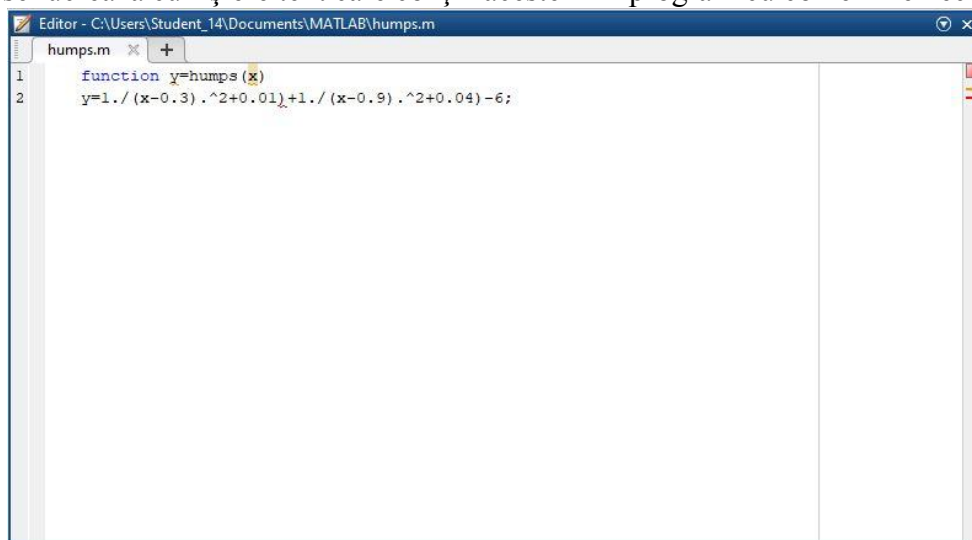 Editor - C:\Users\Student_14\Documents\MATLAB\humps.m
humps.m
1 function y=humps(x)
2 y=1./(x-0.3).^2+0.01)+1./(x-0.9).^2+0.04)-6;